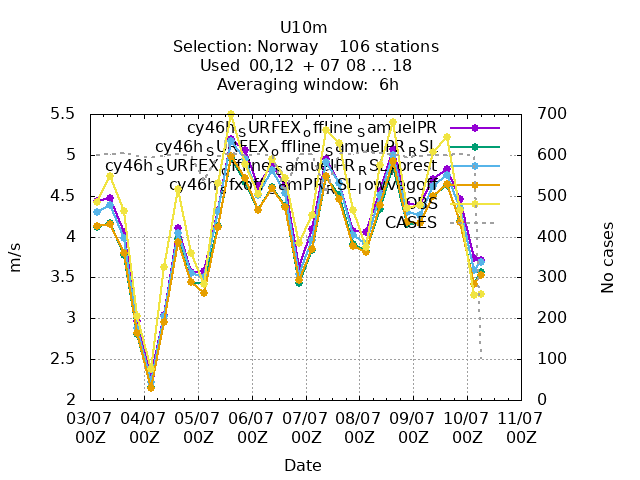 U10m
Selection: Norway    106 stations
Used  00,12  + 07 08 ... 18
Averaging window:  6h
cy46h_SURFEX_offline_SamuelPR
cy46h_SURFEX_offline_SamuelPR_RSL
cy46h_SURFEX_offline_SamuelPR_RSL_forest
OBS
CASES
5.5
5
4.5
4
3.5
3
2.5
2
m/s
700
600
500
400
300
200
100
0
No cases
03/07 04/07 05/07 06/07 07/07 08/07 09/07 10/07 11/07
00Z 00Z 00Z 00Z 00Z 00Z 00Z 00Z 00Z
Date